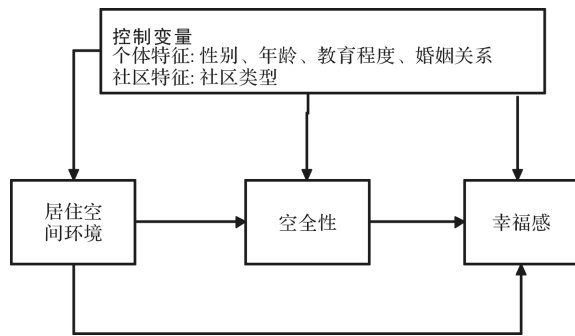 控制变量
个体特征: 性别、年龄、教育程度、婚姻关系
社区特征: 社区类型
居住空
间环境
空全性
幸福感